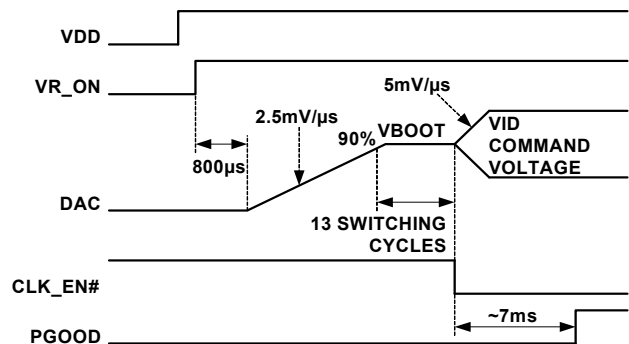 VDD
VR_ON
5mV/µs
2.5mV/µs
90%
VBOOT
VID
COMMAND
VOLTAGE
800µs
DAC
13 SWITCHING
CYCLES
CLK_EN#
~7ms
PGOOD